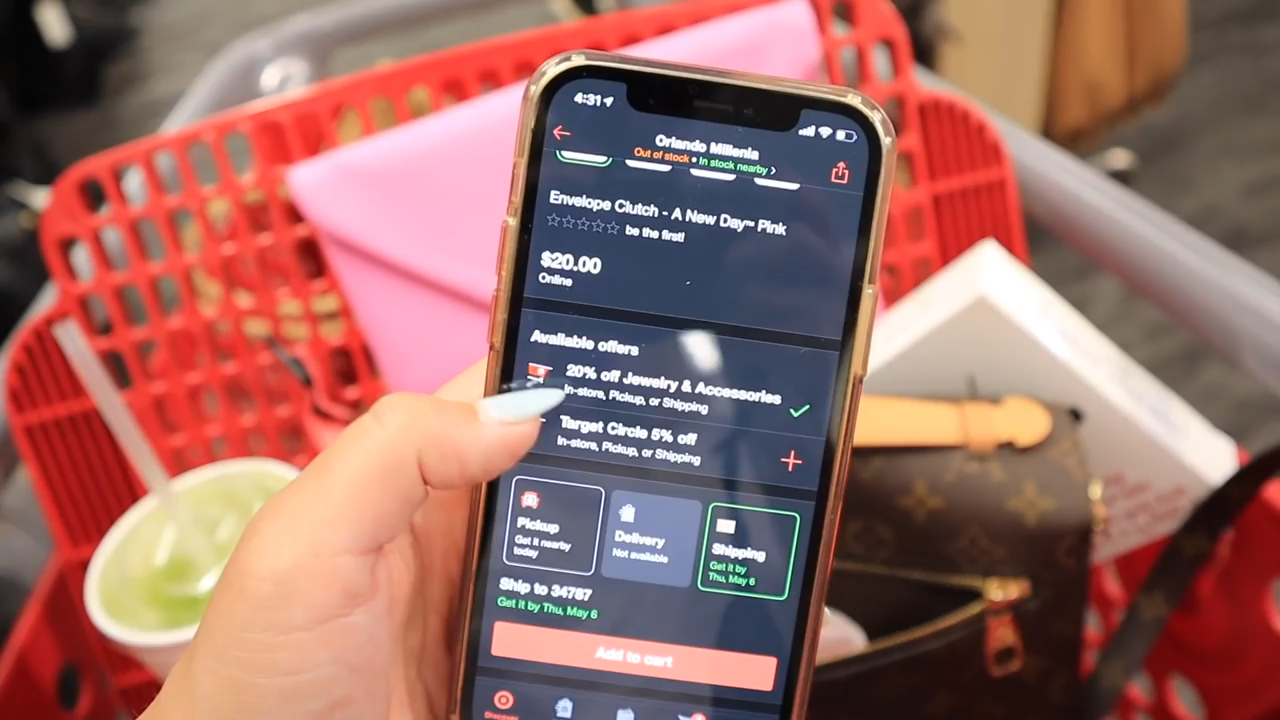 4:31
Orlando Millenia
Out of stock • In stock nearby >
Envelope Clutch - A New Day™ Pink
be the first!
$20.00
Online
Available offers
20% off Jewelry & Accessories
In-store, Pickup, or Shipping
Target Circle 5% off
In-store, Pickup, or Shipping
Pickup
Get it nearby
today
Delivery
Not available
Shipping
Get it by
Thu, May 6
Ship to 34787
Get it by Thu, May 6
Add to cart
Discover